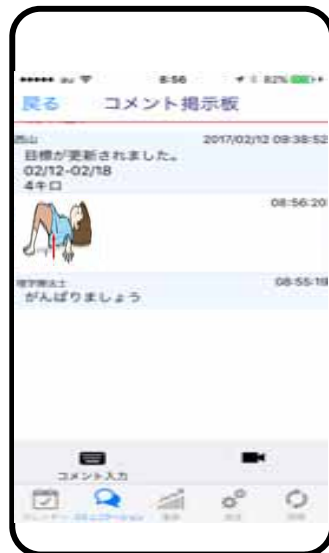 au 8:56 82%
戻る コメント掲示板
西山 2017/02/12 09:38:52
目標が更新されました。
02/12-02/18
4キロ
08:56:20
理学療法士 08:55:19
がんばりましょう
コメント入力